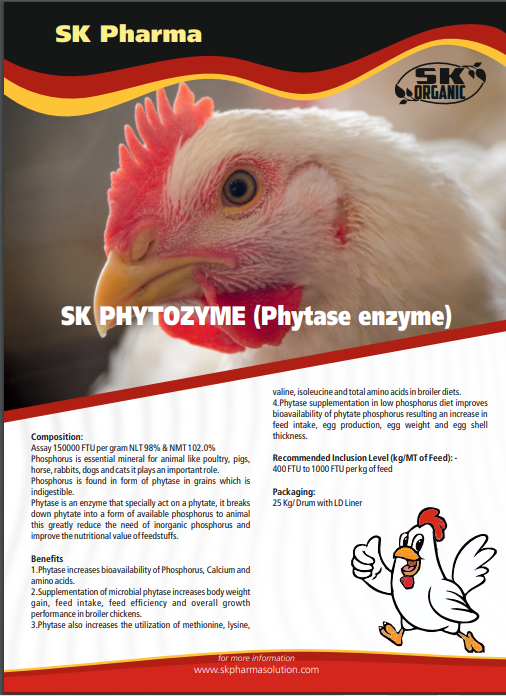 SK Pharma
SK
ORGANIC
SK PHYTOZYME (Phytase enzyme)
Composition:
Assay 150000 FTU per gram NLT 98% & NMT 102.0%
Phosphorus is essential mineral for animal like poultry, pigs,
horse, rabbits, dogs and cats it plays an important role.
Phosphorus is found in form of phytase in grains which is
indigestible.
Phytase is an enzyme that specially act on a phytate, it breaks
down phytate into a form of available phosphorus to animal
this greatly reduce the need of inorganic phosphorus and
improve the nutritional value of feedstuffs.
Benefits
1.Phytase increases bioavailability of Phosphorus, Calcium and
amino acids.
2.Supplementation of microbial phytase increases body weight
gain, feed intake, feed efficiency and overall growth
performance in broiler chickens.
3.Phytase also increases the utilization of methionine, lysine,
valine, isoleucine and total amino acids in broiler diets.
4.Phytase supplementation in low phosphorus diet improves
bioavailability of phytate phosphorus resulting an increase in
feed intake, egg production, egg weight and egg shell
thickness.
Recommended Inclusion Level (kg/MT of Feed): -
400 FTU to 1000 FTU per kg of feed
Packaging:
25 Kg/ Drum with LD Liner
for more information
www.skpharmasolution.com